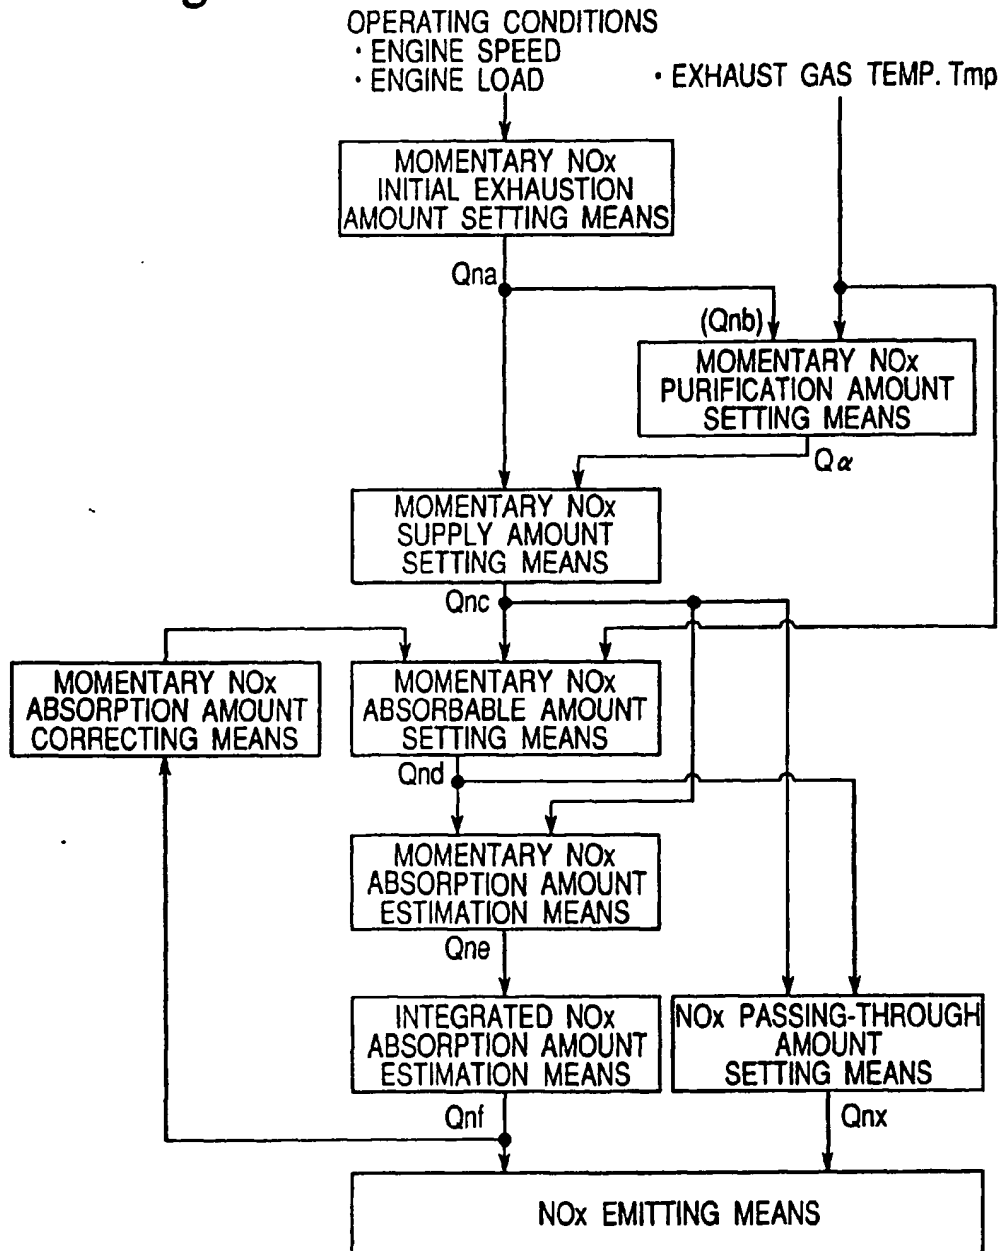 OPERATING CONDITIONS
· ENGINE SPEED
· ENGINE LOAD
· EXHAUST GAS TEMP. Tmp
MOMENTARY NOx
INITIAL EXHAUSTION
AMOUNT SETTING MEANS
Qna
(Qnb)
MOMENTARY NOx
PURIFICATION AMOUNT
SETTING MEANS
Qα
MOMENTARY NOx
SUPPLY AMOUNT
SETTING MEANS
Qnc
MOMENTARY NOx
ABSORPTION AMOUNT
CORRECTING MEANS
MOMENTARY NOx
ABSORBABLE AMOUNT
SETTING MEANS
Qnd
MOMENTARY NOx
ABSORPTION AMOUNT
ESTIMATION MEANS
Qne
INTEGRATED NOx
ABSORPTION AMOUNT
ESTIMATION MEANS
NOx PASSING-THROUGH
AMOUNT
SETTING MEANS
Qnf
Qnx
NOx EMITTING MEANS